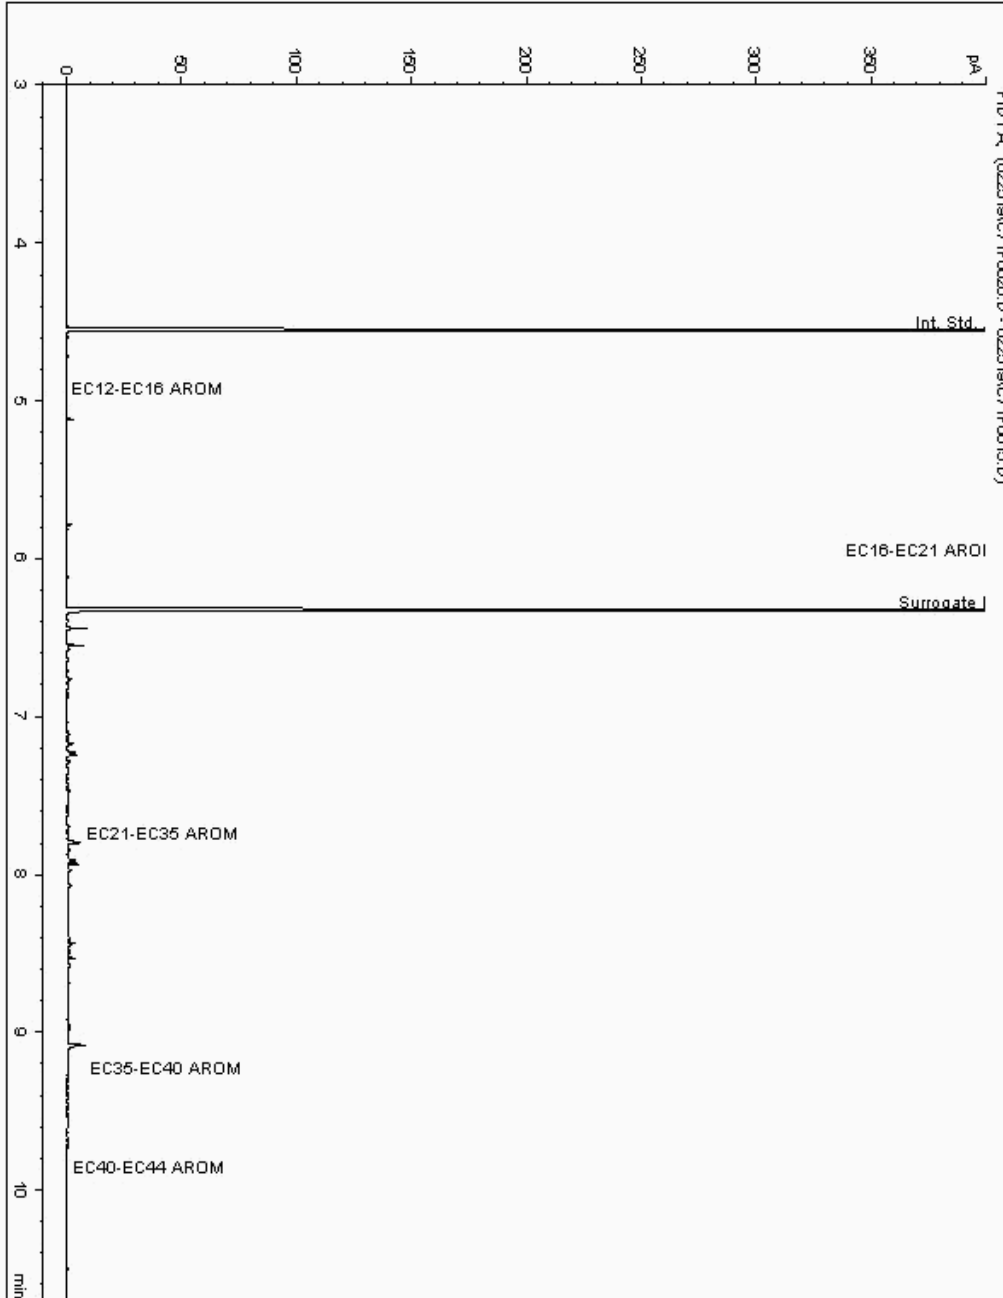 0
50
100
150
200
250
300
350
pA
3
4
5
6
7
8
9
10
min
Int. Std.
EC12-EC16 AROM
EC16-EC21 AROI
Surrogate
EC21-EC35 AROM
EC35-EC40 AROM
EC40-EC44 AROM